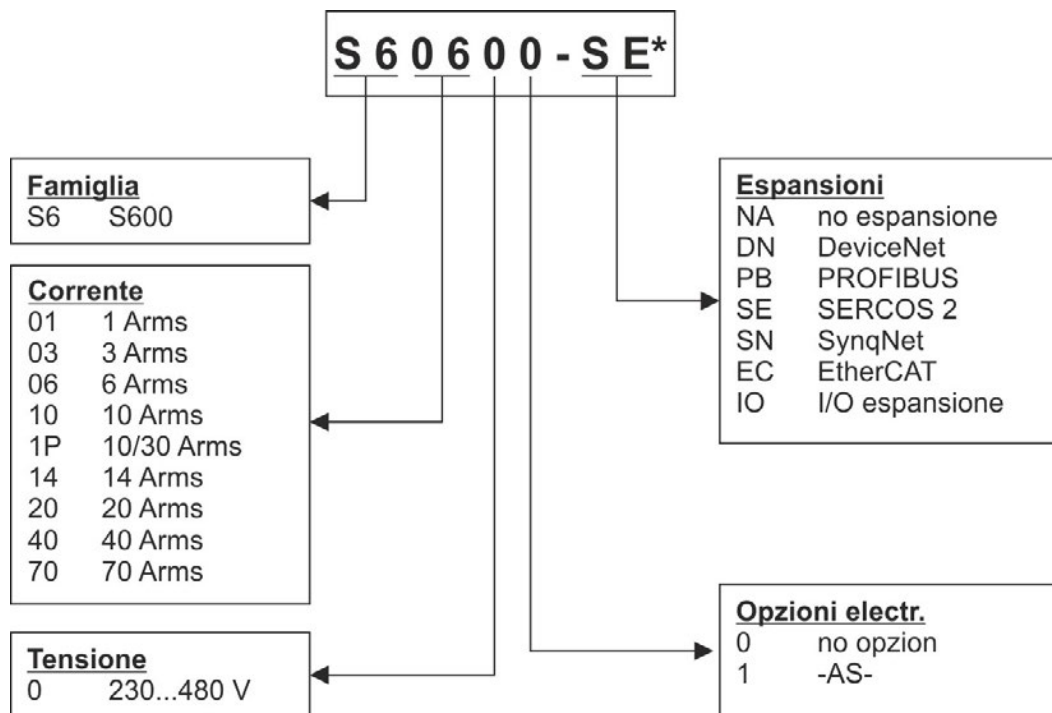 S 6 0 6 0 0 - S E*
Famiglia
S6 S600
Corrente
01 1 Arms
03 3 Arms
06 6 Arms
10 10 Arms
1P 10/30 Arms
14 14 Arms
20 20 Arms
40 40 Arms
70 70 Arms
Tensione
0 230...480 V
Espansioni
NA no espansione
DN DeviceNet
PB PROFIBUS
SE SERCOS 2
SN SynqNet
EC EtherCAT
IO I/O espansione
Opzioni electr.
0 no opzion
1 -AS-